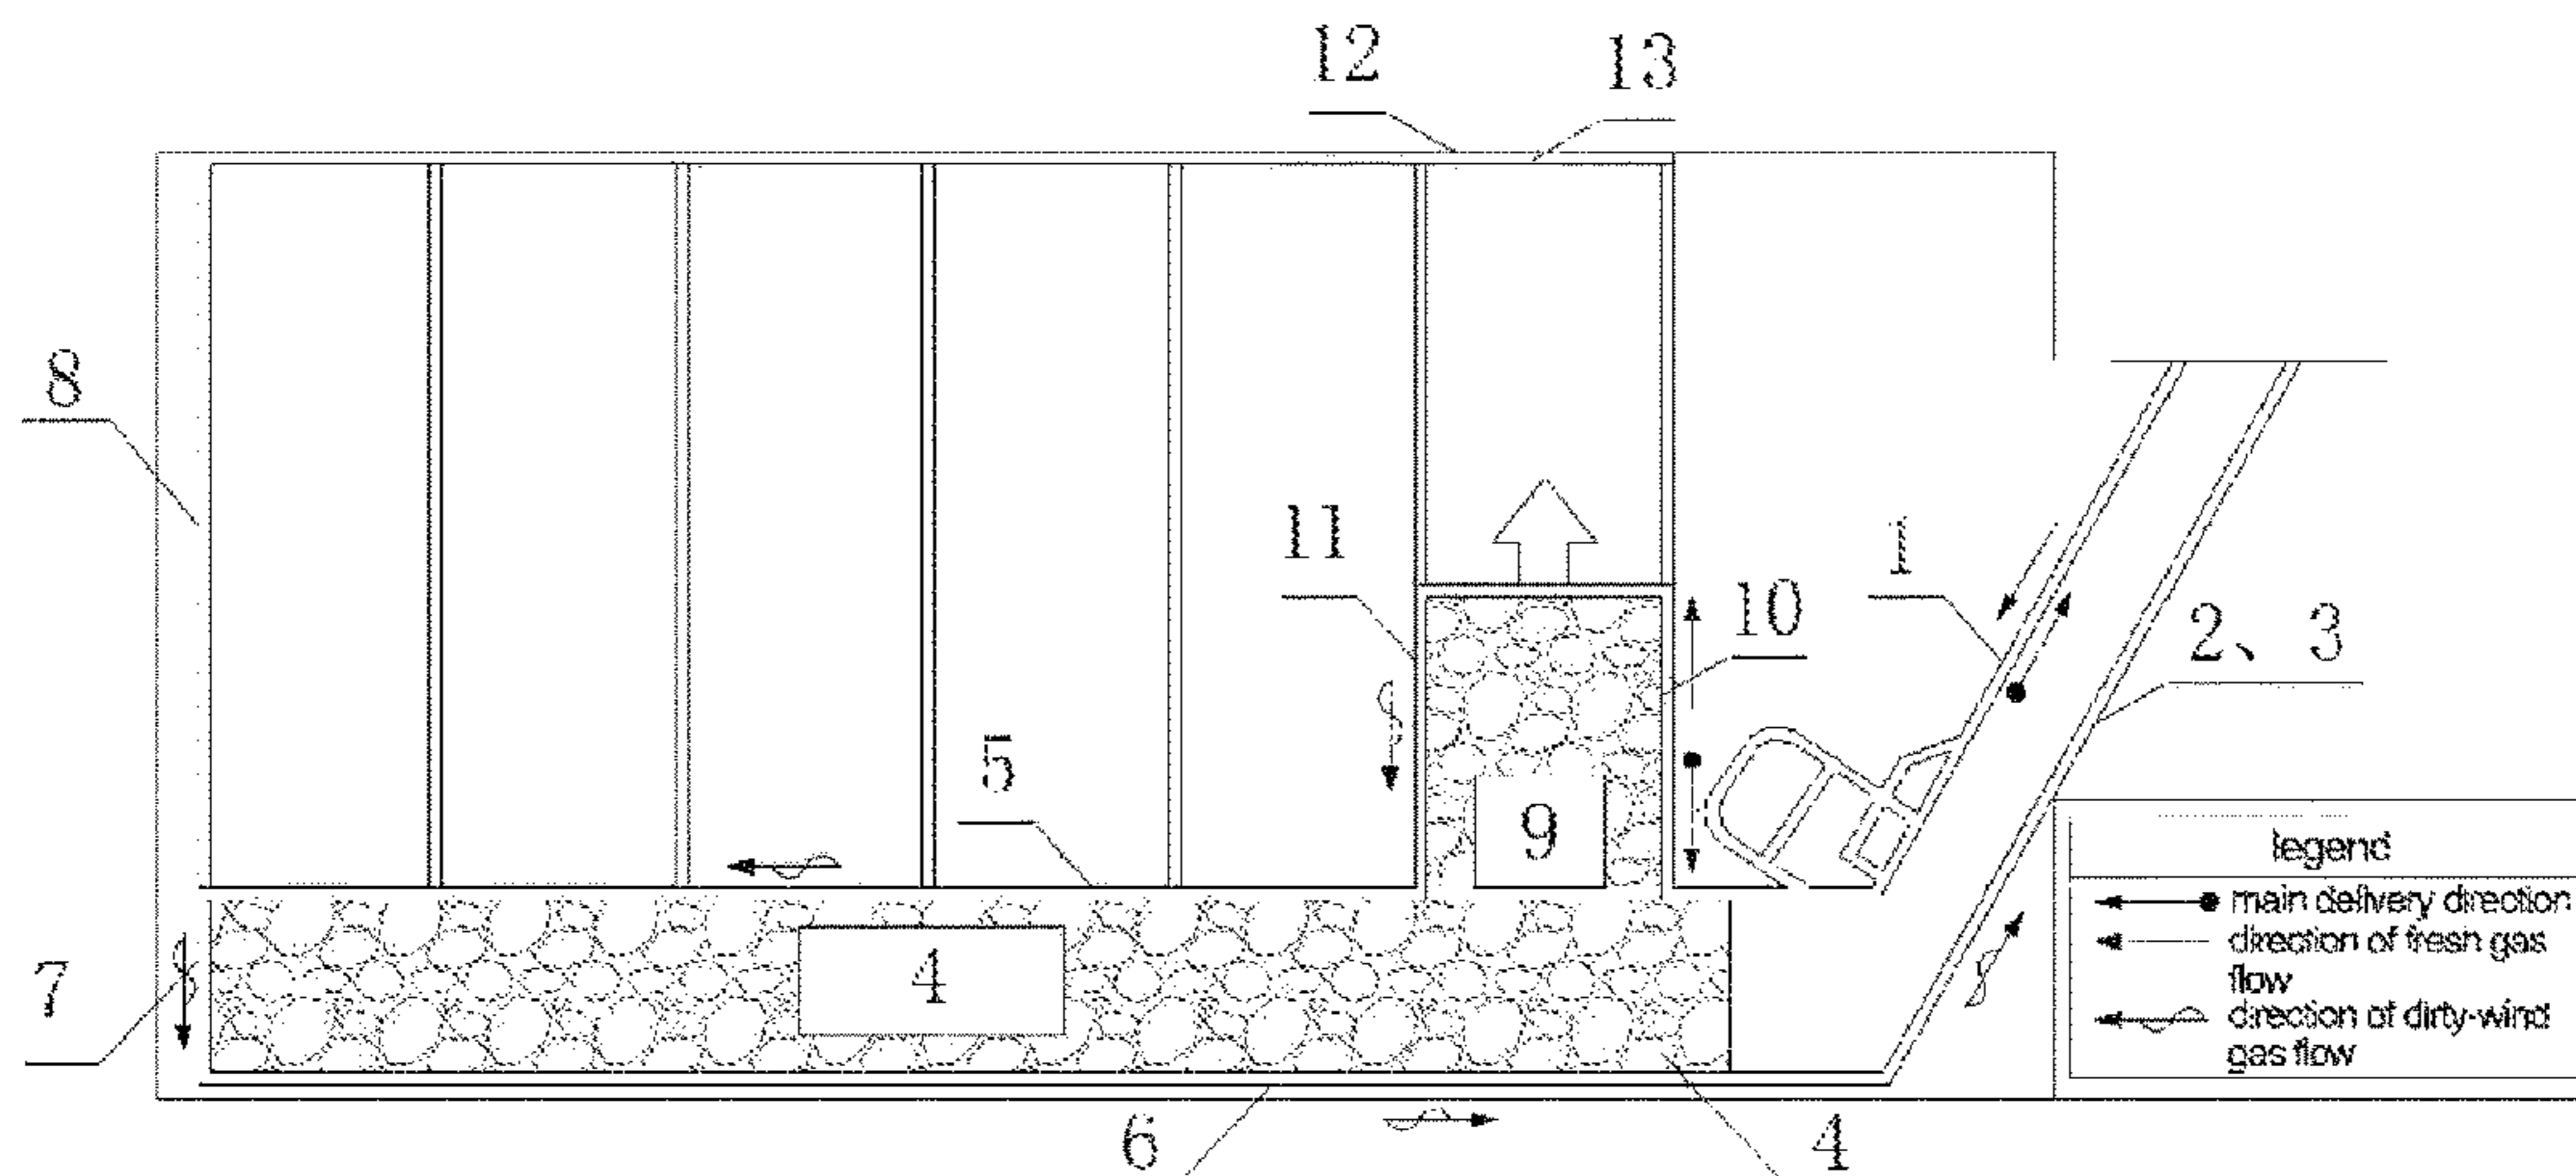 12
13
8
11
1
10
2、3
5
9
legend
main delivery direction
direction of fresh gas
flow
direction of dirty-wind
gas flow
7
4
6
4